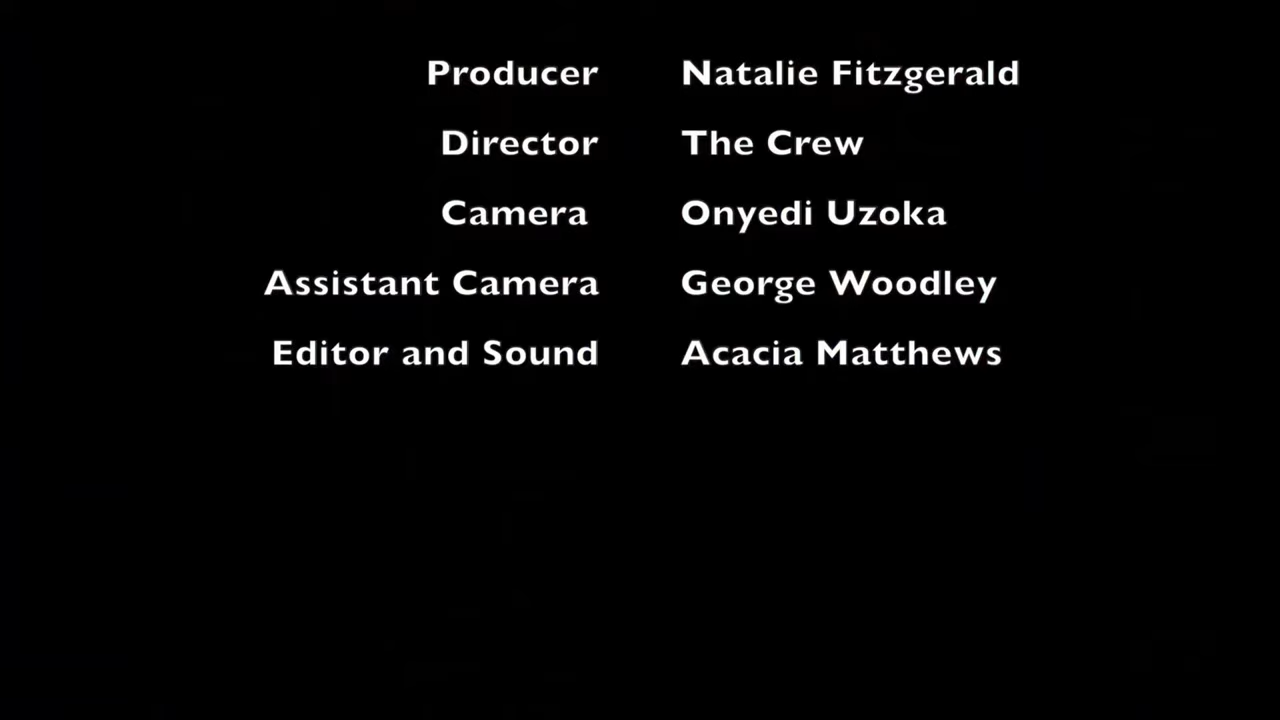 Producer Natalie Fitzgerald
Director The Crew
Camera Onyedi Uzoka
Assistant Camera George Woodley
Editor and Sound Acacia Matthews